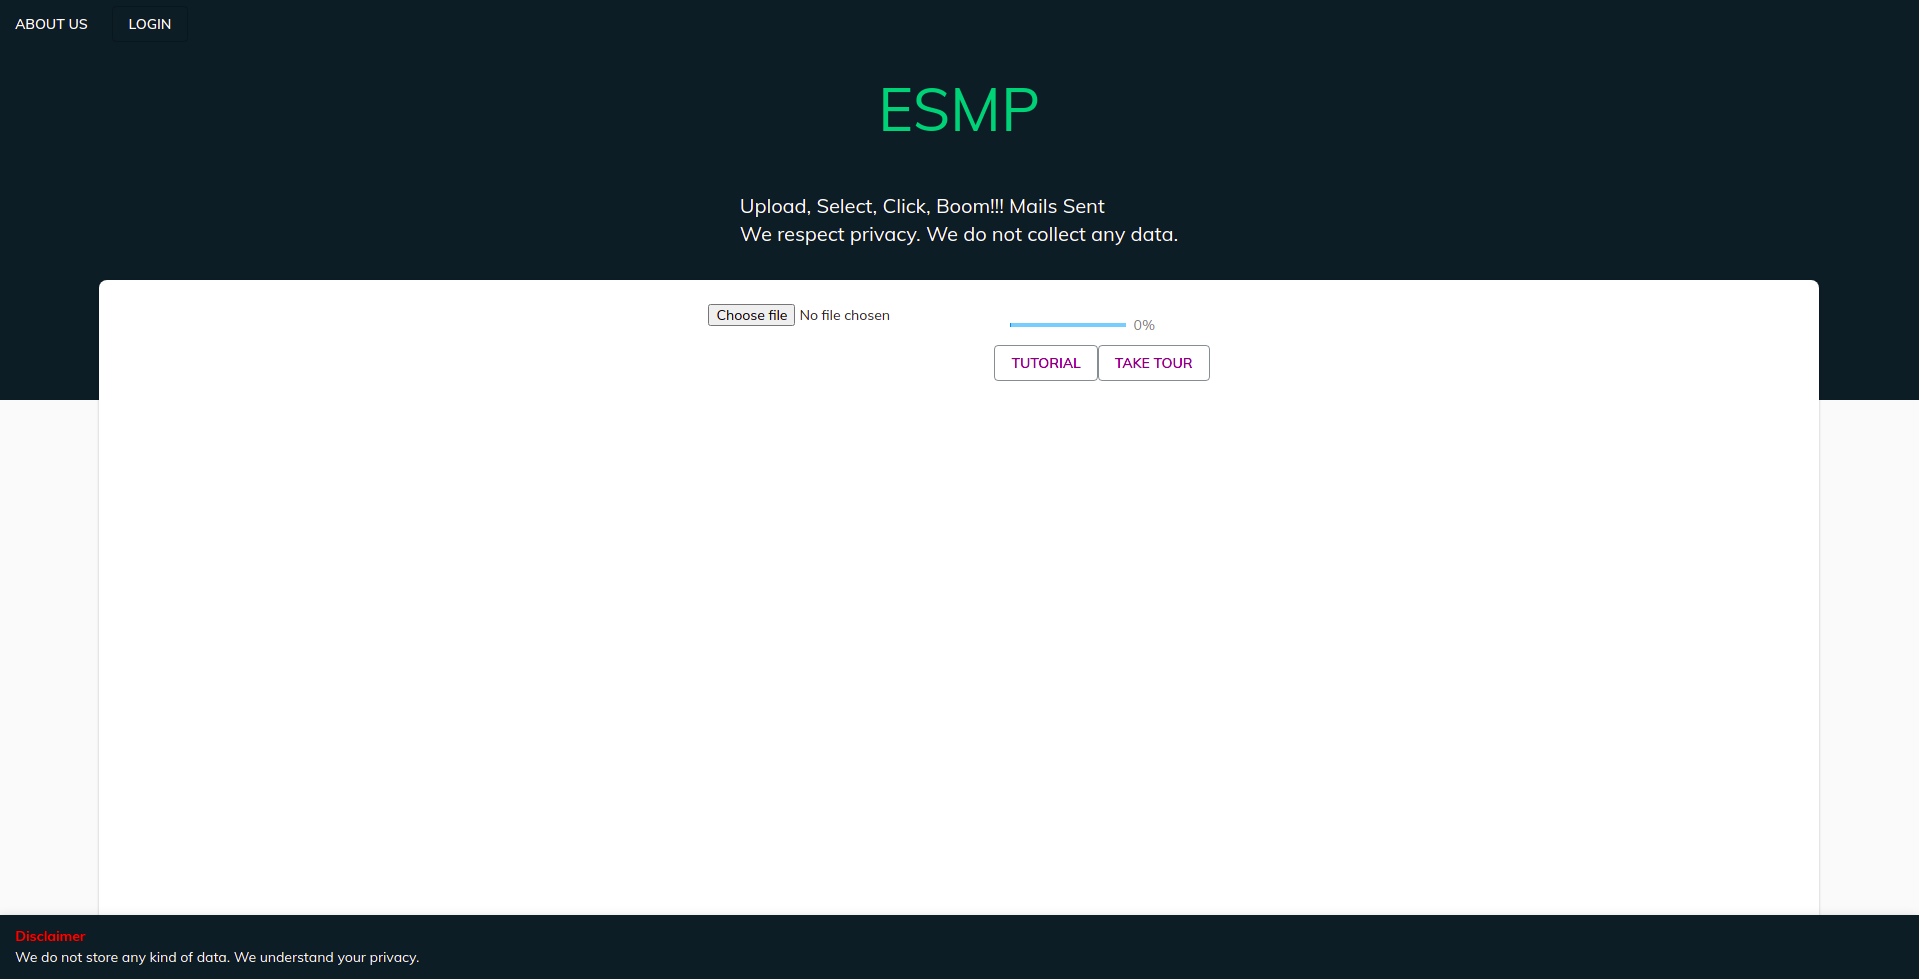 ABOUT US LOGIN
ESMP
Upload, Select, Click, Boom!!! Mails Sent
We respect privacy. We do not collect any data.
Choose file No file chosen
0%
TUTORIAL TAKE TOUR
Disclaimer
We do not store any kind of data. We understand your privacy.